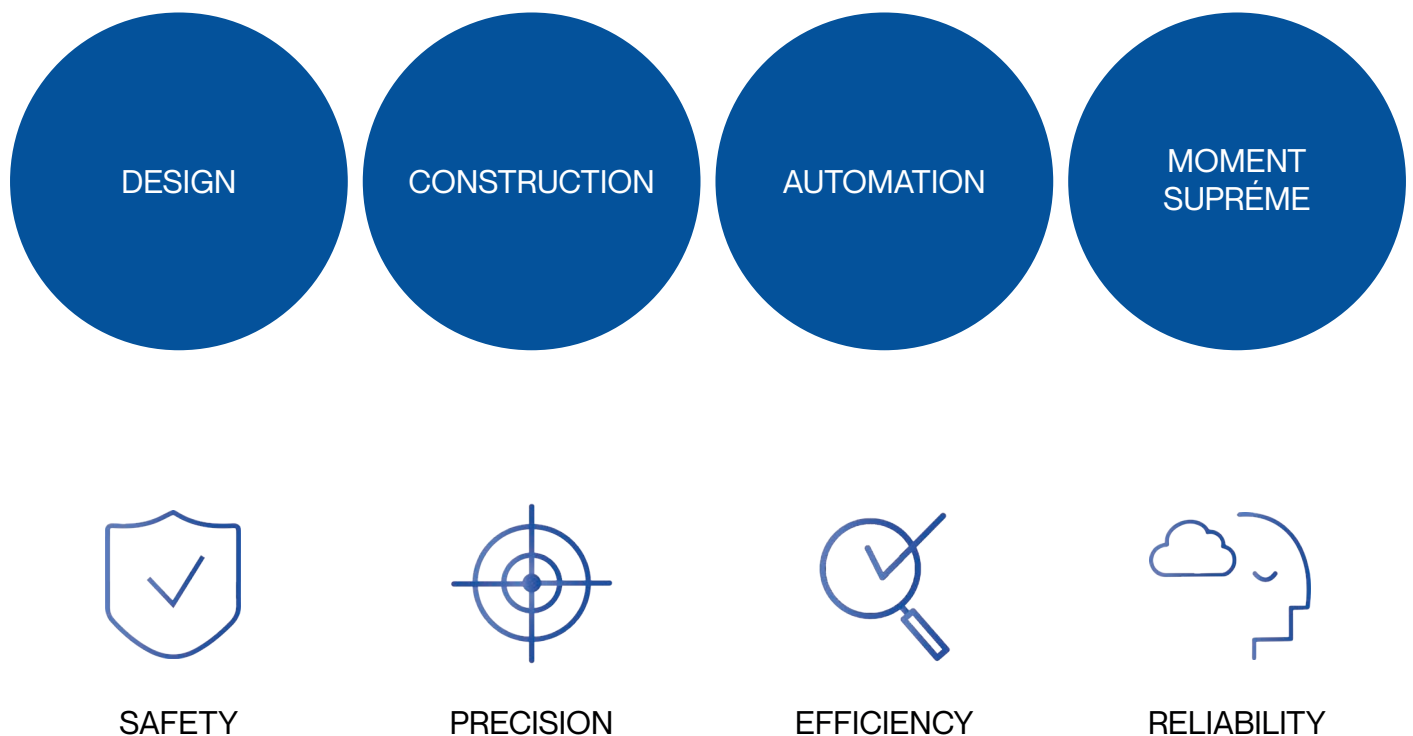 DESIGN
CONSTRUCTION
AUTOMATION
MOMENT
SUPRÉME
SAFETY
PRECISION
EFFICIENCY
RELIABILITY